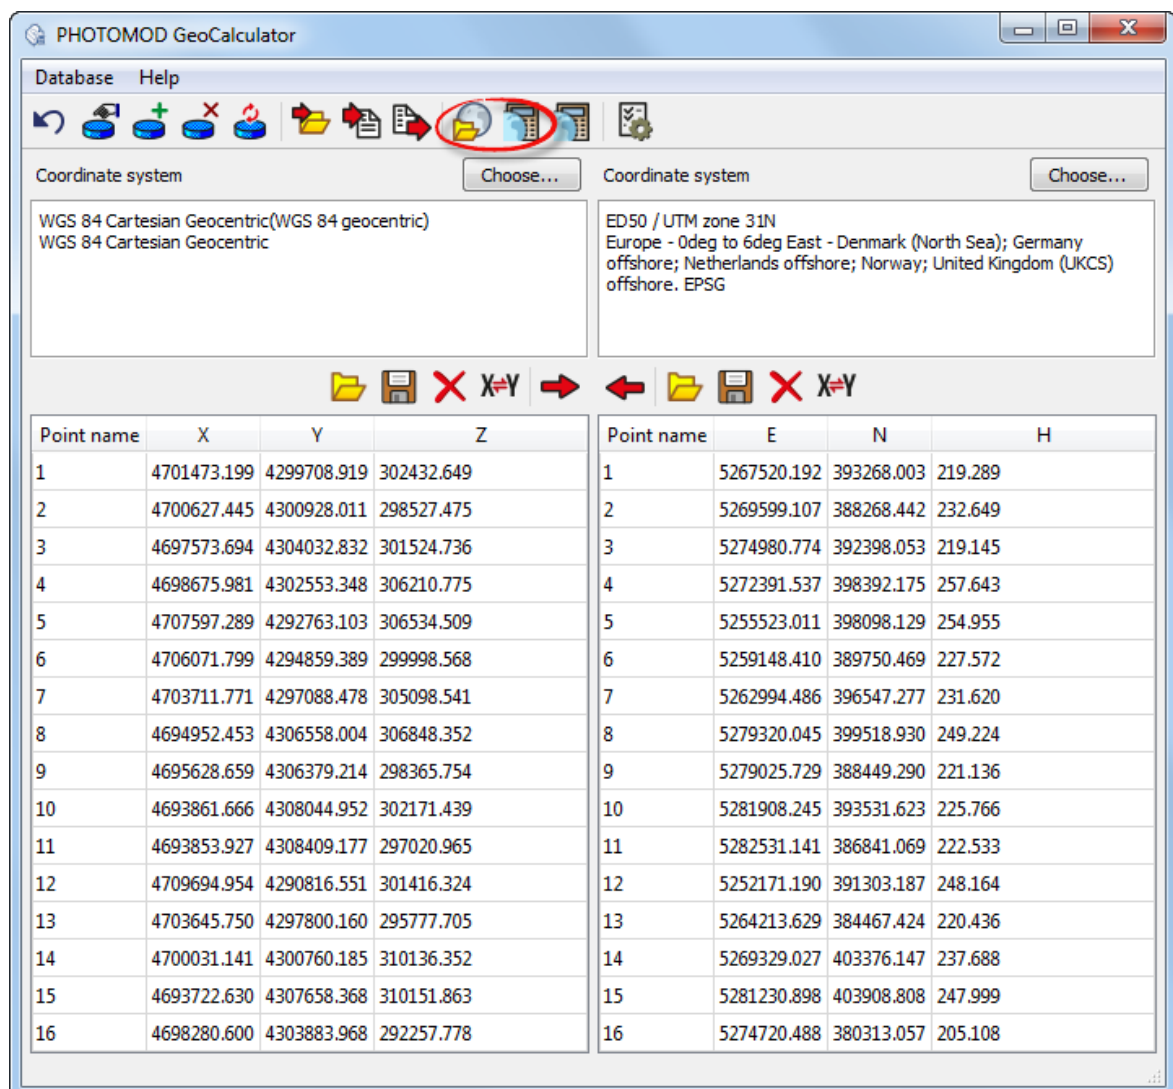 PHOTOMOD GeoCalculator
Database Help
Coordinate system Choose...
WGS 84 Cartesian Geocentric(WGS 84 geocentric)
WGS 84 Cartesian Geocentric
Coordinate system Choose...
ED50 / UTM zone 31N
Europe - 0deg to 6deg East - Denmark (North Sea); Germany
offshore; Netherlands offshore; Norway; United Kingdom (UKCS)
offshore. EPSG
X⇌Y
X⇌Y
Point name X Y Z
1 4701473.199 4299708.919 302432.649
2 4700627.445 4300928.011 298527.475
3 4697573.694 4304032.832 301524.736
4 4698675.981 4302553.348 306210.775
5 4707597.289 4292763.103 306534.509
6 4706071.799 4294859.389 299998.568
7 4703711.771 4297088.478 305098.541
8 4694952.453 4306558.004 306848.352
9 4695628.659 4306379.214 298365.754
10 4693861.666 4308044.952 302171.439
11 4693853.927 4308409.177 297020.965
12 4709694.954 4290816.551 301416.324
13 4703645.750 4297800.160 295777.705
14 4700031.141 4300760.185 310136.352
15 4693722.630 4307658.368 310151.863
16 4698280.600 4303883.968 292257.778
Point name E N H
1 5267520.192 393268.003 219.289
2 5269599.107 388268.442 232.649
3 5274980.774 392398.053 219.145
4 5272391.537 398392.175 257.643
5 5255523.011 398098.129 254.955
6 5259148.410 389750.469 227.572
7 5262994.486 396547.277 231.620
8 5279320.045 399518.930 249.224
9 5279025.729 388449.290 221.136
10 5281908.245 393531.623 225.766
11 5282531.141 386841.069 222.533
12 5252171.190 391303.187 248.164
13 5264213.629 384467.424 220.436
14 5269329.027 403376.147 237.688
15 5281230.898 403908.808 247.999
16 5274720.488 380313.057 205.108